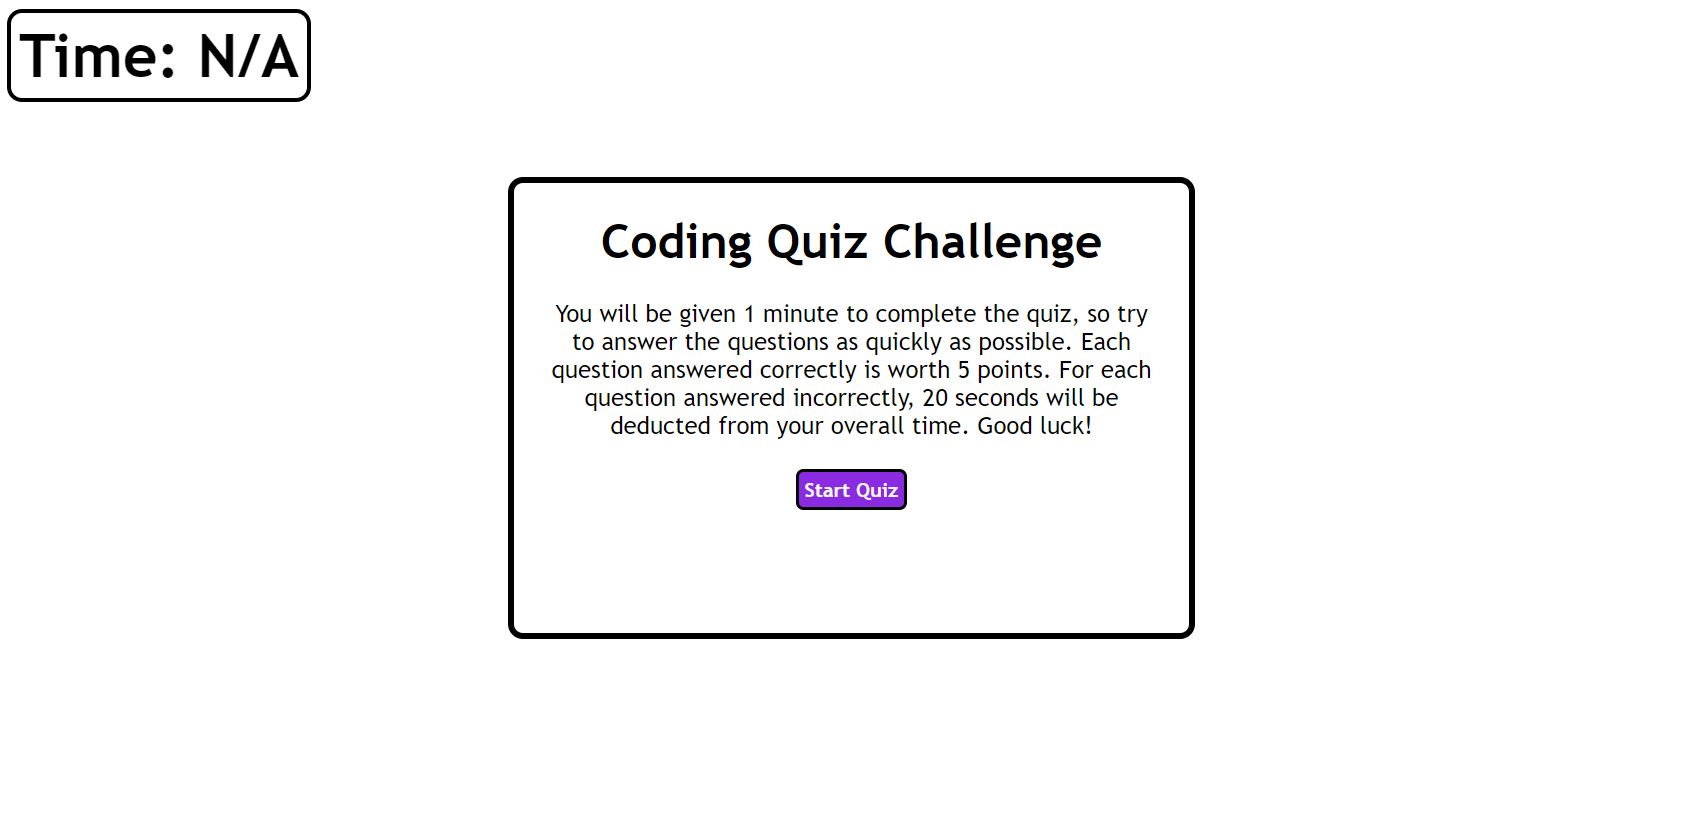 Time: N/A
Coding Quiz Challenge
You will be given 1 minute to complete the quiz, so try
to answer the questions as quickly as possible. Each
question answered correctly is worth 5 points. For each
question answered incorrectly, 20 seconds will be
deducted from your overall time. Good luck!
Start Quiz